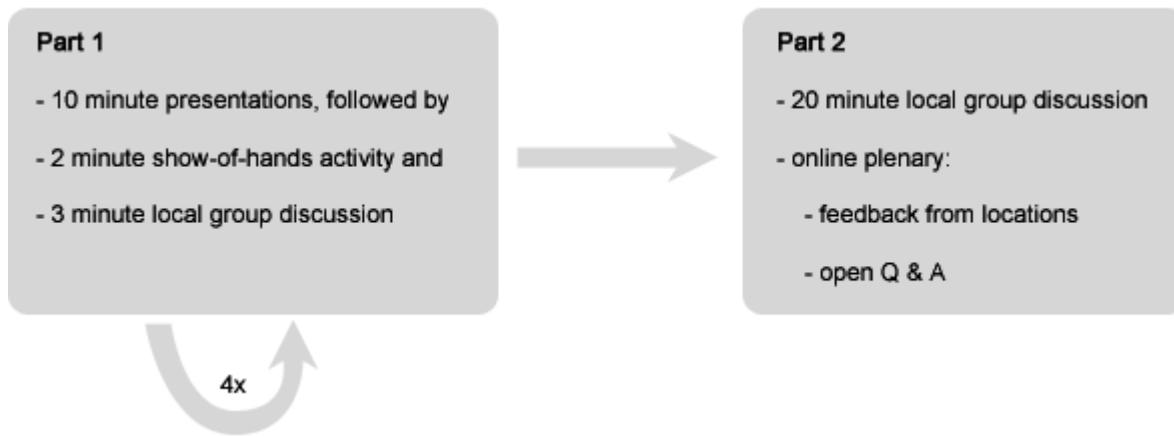 Part 1
- 10 minute presentations, followed by
- 2 minute show-of-hands activity and
- 3 minute local group discussion
4x
Part 2
- 20 minute local group discussion
- online plenary:
- feedback from locations
- open Q & A